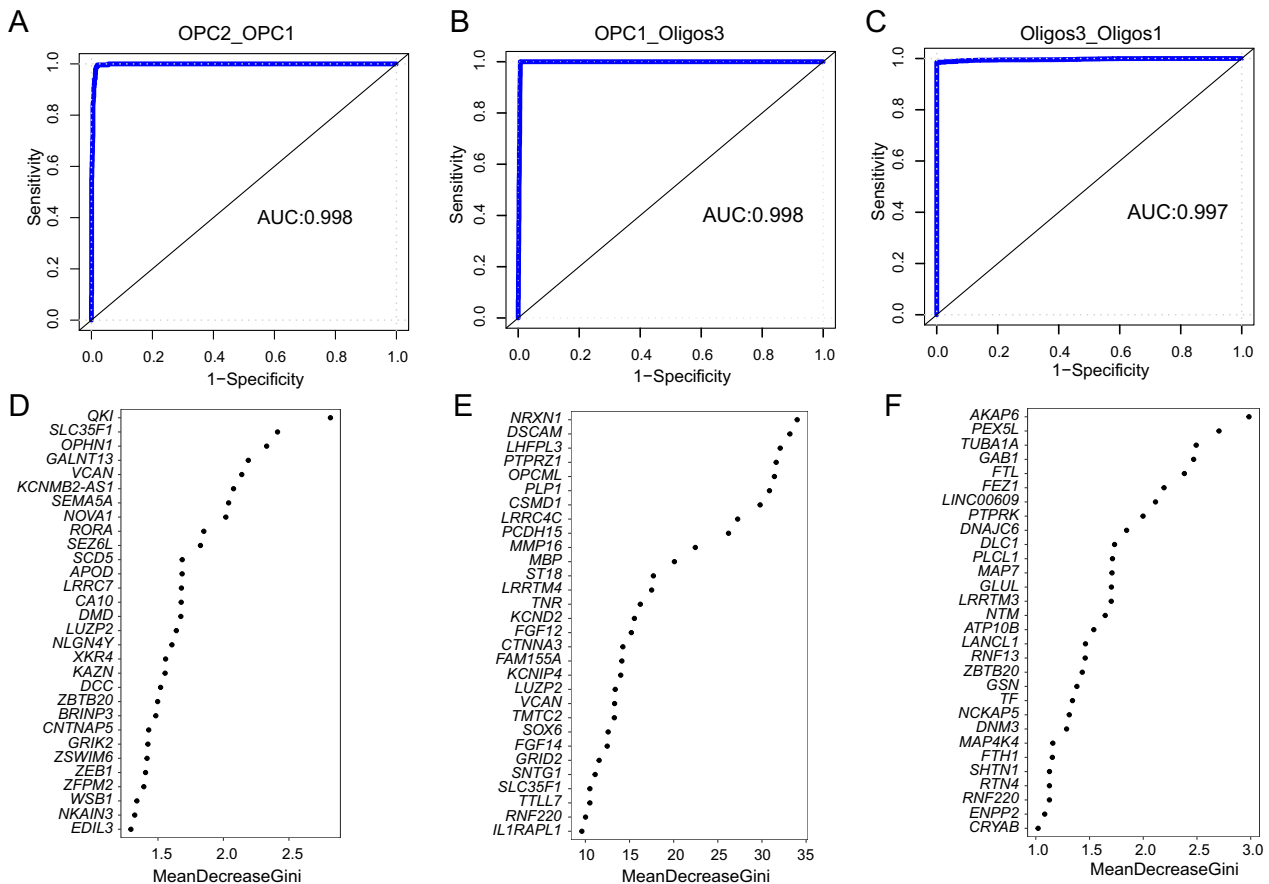 A
OPC2_OPC1
Sensitivity
1.0
0.8
0.6
0.4
0.2
0.0
AUC:0.998
0.0 0.2 0.4 0.6 0.8 1.0
1−Specificity
B
OPC1_Oligos3
Sensitivity
1.0
0.8
0.6
0.4
0.2
0.0
AUC:0.998
0.0 0.2 0.4 0.6 0.8 1.0
1−Specificity
C
Oligos3_Oligos1
Sensitivity
1.0
0.8
0.6
0.4
0.2
0.0
AUC:0.997
0.0 0.2 0.4 0.6 0.8 1.0
1−Specificity
D
QKI
SLC35F1
OPHN1
GALNT13
VCAN
KCNMB2-AS1
SEMA5A
NOVA1
RORA
SEZ6L
SCD5
APOD
LRRC7
CA10
DMD
LUZP2
NLGN4Y
XKR4
KAZN
DCC
ZBTB20
BRINP3
CNTNAP5
GRIK2
ZSWIM6
ZEB1
ZFPM2
WSB1
NKAIN3
EDIL3
1.5 2.0 2.5
MeanDecreaseGini
E
NRXN1
DSCAM
LHFPL3
PTPRZ1
OPCML
PLP1
CSMD1
LRRC4C
PCDH15
MMP16
MBP
ST18
LRRTM4
TNR
KCND2
FGF12
CTNNA3
FAM155A
KCNIP4
LUZP2
VCAN
TMTC2
SOX6
FGF14
GRID2
SNTG1
SLC35F1
TTLL7
RNF220
IL1RAPL1
10 15 20 25 30 35
MeanDecreaseGini
F
AKAP6
PEX5L
TUBA1A
GAB1
FTL
FEZ1
LINC00609
PTPRK
DNAJC6
DLC1
PLCL1
MAP7
GLUL
LRRTM3
NTM
ATP10B
LANCL1
RNF13
ZBTB20
GSN
TF
NCKAP5
DNM3
MAP4K4
FTH1
SHTN1
RTN4
RNF220
ENPP2
CRYAB
1.0 1.5 2.0 2.5 3.0
MeanDecreaseGini